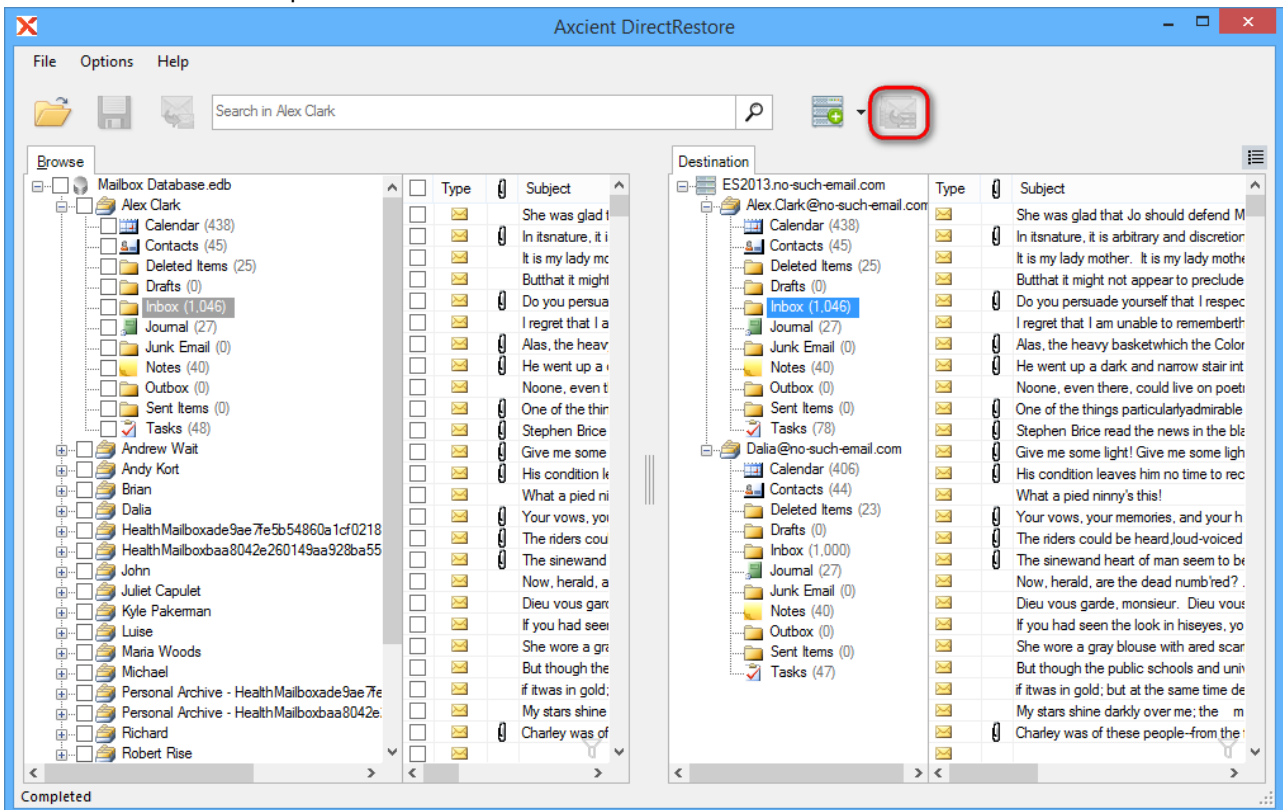 Axcient DirectRestore
File Options Help
Search in Alex Clark
Browse
Mailbox Database.edb
Alex Clark
Calendar (438)
Contacts (45)
Deleted Items (25)
Drafts (0)
Inbox (1,046)
Journal (27)
Junk Email (0)
Notes (40)
Outbox (0)
Sent Items (0)
Tasks (48)
Andrew Wait
Andy Kort
Brian
Dalia
HealthMailboxade9ae7fe5b54860a1cf0218
HealthMailboxbaa8042e260149aa928ba55
John
Juliet Capulet
Kyle Pakerman
Luise
Maria Woods
Michael
Personal Archive - HealthMailboxade9ae7fe
Personal Archive - HealthMailboxbaa8042e
Richard
Robert Rise
Type Subject
She was glad
In itsnature, it i
It is my lady mo
Butthat it might
Do you persua
I regret that I a
Alas, the heav
He went up a
Noone, even t
One of the thin
Stephen Brice
Give me some
His condition le
What a pied ni
Your vows, you
The riders cou
The sinewand
Now, herald, a
Dieu vous gard
If you had seen
She wore a gra
But though the
if itwas in gold;
My stars shine
Charley was of
Destination
ES2013.no-such-email.com
Alex.Clark@no-such-email.com
Calendar (438)
Contacts (45)
Deleted Items (25)
Drafts (0)
Inbox (1,046)
Journal (27)
Junk Email (0)
Notes (40)
Outbox (0)
Sent Items (0)
Tasks (78)
Dalia@no-such-email.com
Calendar (406)
Contacts (44)
Deleted Items (23)
Drafts (0)
Inbox (1,000)
Journal (27)
Junk Email (0)
Notes (40)
Outbox (0)
Sent Items (0)
Tasks (47)
Type Subject
She was glad that Jo should defend M
In itsnature, it is arbitrary and discretion
It is my lady mother. It is my lady mothe
Butthat it might not appear to preclude
Do you persuade yourself that I respec
I regret that I am unable to rememberth
Alas, the heavy basketwhich the Color
He went up a dark and narrow stair int
Noone, even there, could live on poetr
One of the things particularlyadmirable
Stephen Brice read the news in the bla
Give me some light! Give me some ligh
His condition leaves him no time to rec
What a pied ninny's this!
Your vows, your memories, and your h
The riders could be heard,loud-voiced
The sinewand heart of man seem to be
Now, herald, are the dead numb'red? .
Dieu vous garde, monsieur. Dieu vous
If you had seen the look in hiseyes, yo
She wore a gray blouse with ared scar
But though the public schools and univ
if itwas in gold; but at the same time de
My stars shine darkly over me; the m
Charley was of these people-from the
Completed